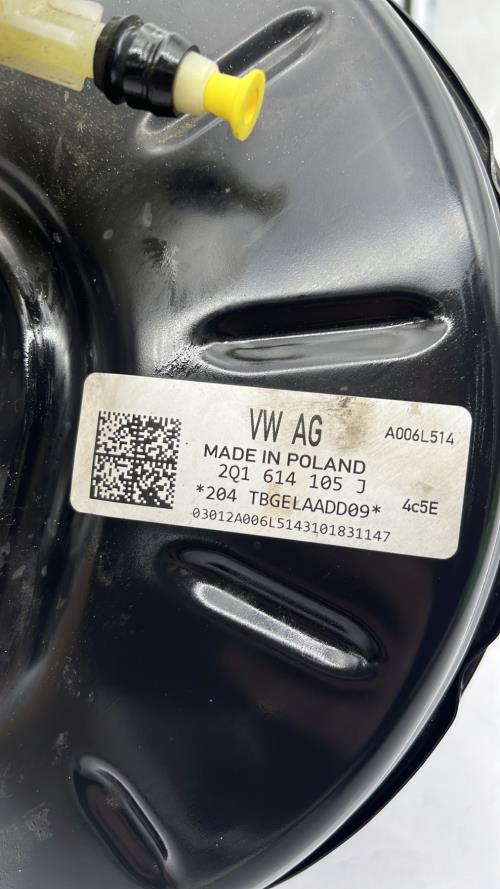 VW AG
A006L514
MADE IN POLAND
2Q1 614 105 J
*204 TBGELAADD09*
4c5E
03012A006L5143101831147